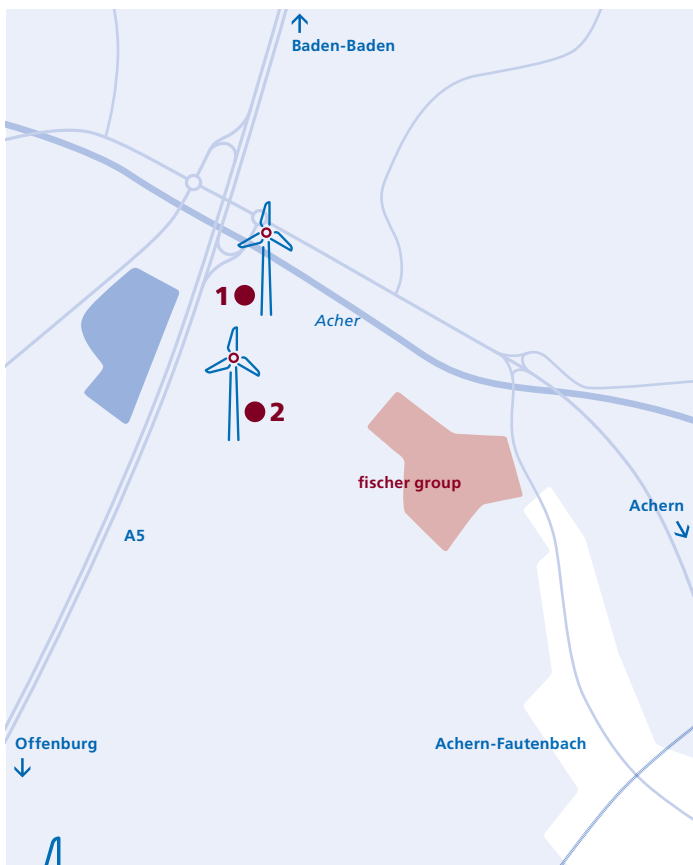 Baden-Baden
1
Acher
2
fischer group
Achern
A5
Offenburg
Achern-Fautenbach